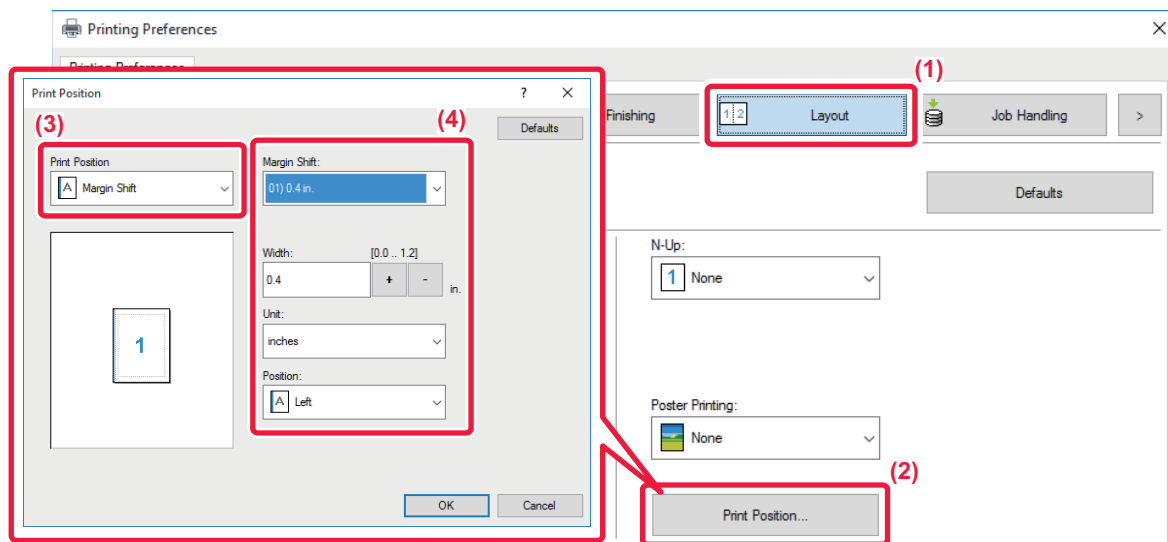 Printing Preferences
Printing Preferences
(1)
Print Position
?
(3)
(4)
Defaults
Finishing
1 2
Layout
Job Handling
>
Print Position
A Margin Shift
Margin Shift:
01) 0.4 in.
Defaults
Width: [0.0 .. 1.2]
0.4
+
-
in.
N-Up:
1 None
Unit:
inches
1
Position:
A Left
Poster Printing:
None
(2)
OK
Cancel
Print Position...